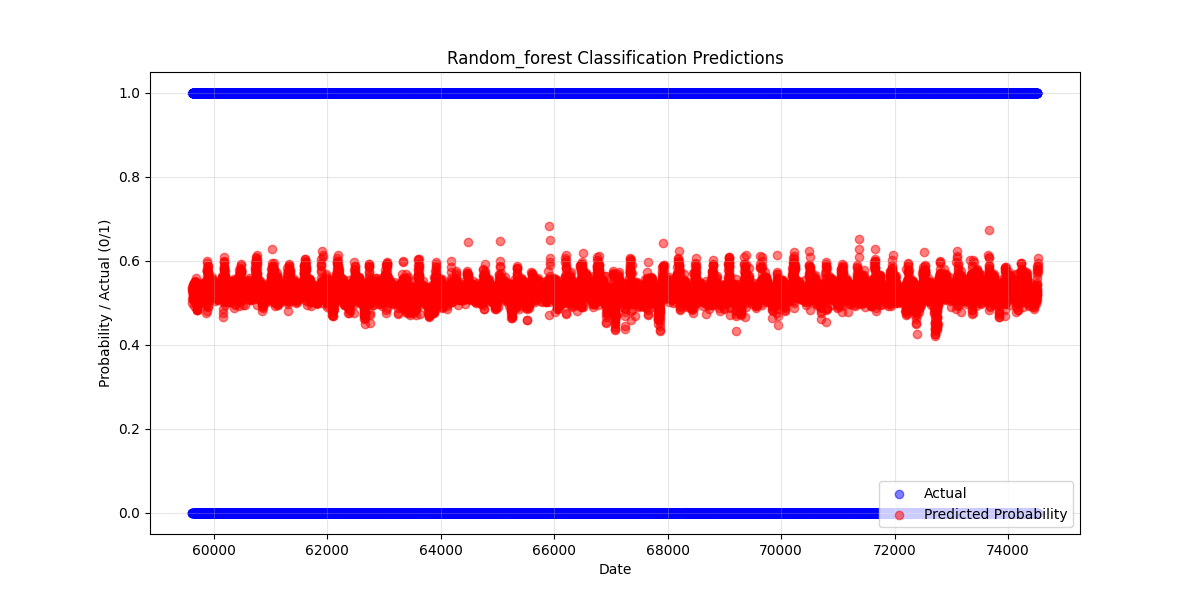 Random_forest Classification Predictions
Probability / Actual (0/1)
1.0
0.8
0.6
0.4
0.2
0.0
Actual
Predicted Probability
60000 62000 64000 66000 68000 70000 72000 74000
Date